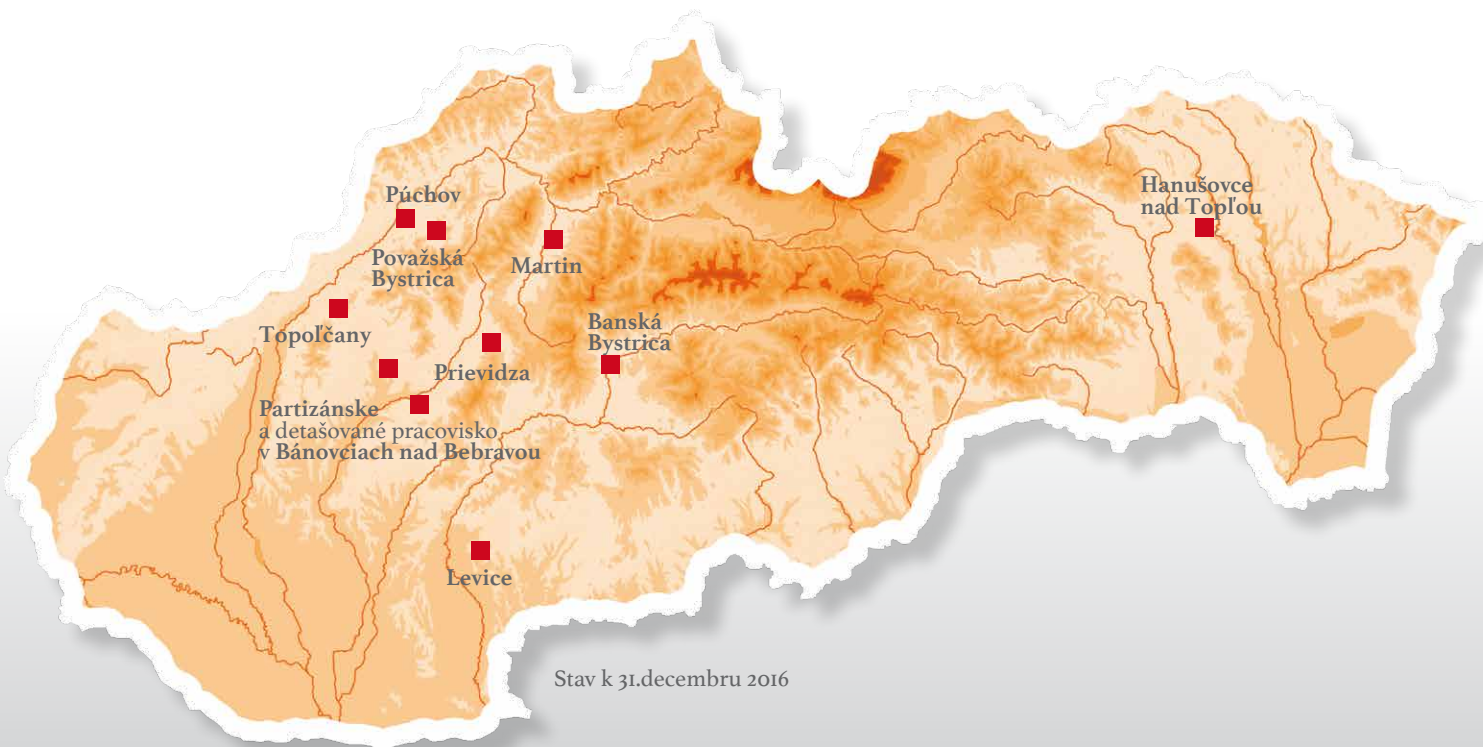 Púchov
Považská
Bystrica
Martin
Hanušovce
nad Topľou
Topoľčany
Prievidza
Banská
Bystrica
Partizánske
a detašované pracovisko
v Bánovciach nad Bebravou
Levice
Stav k 31.decembru 2016